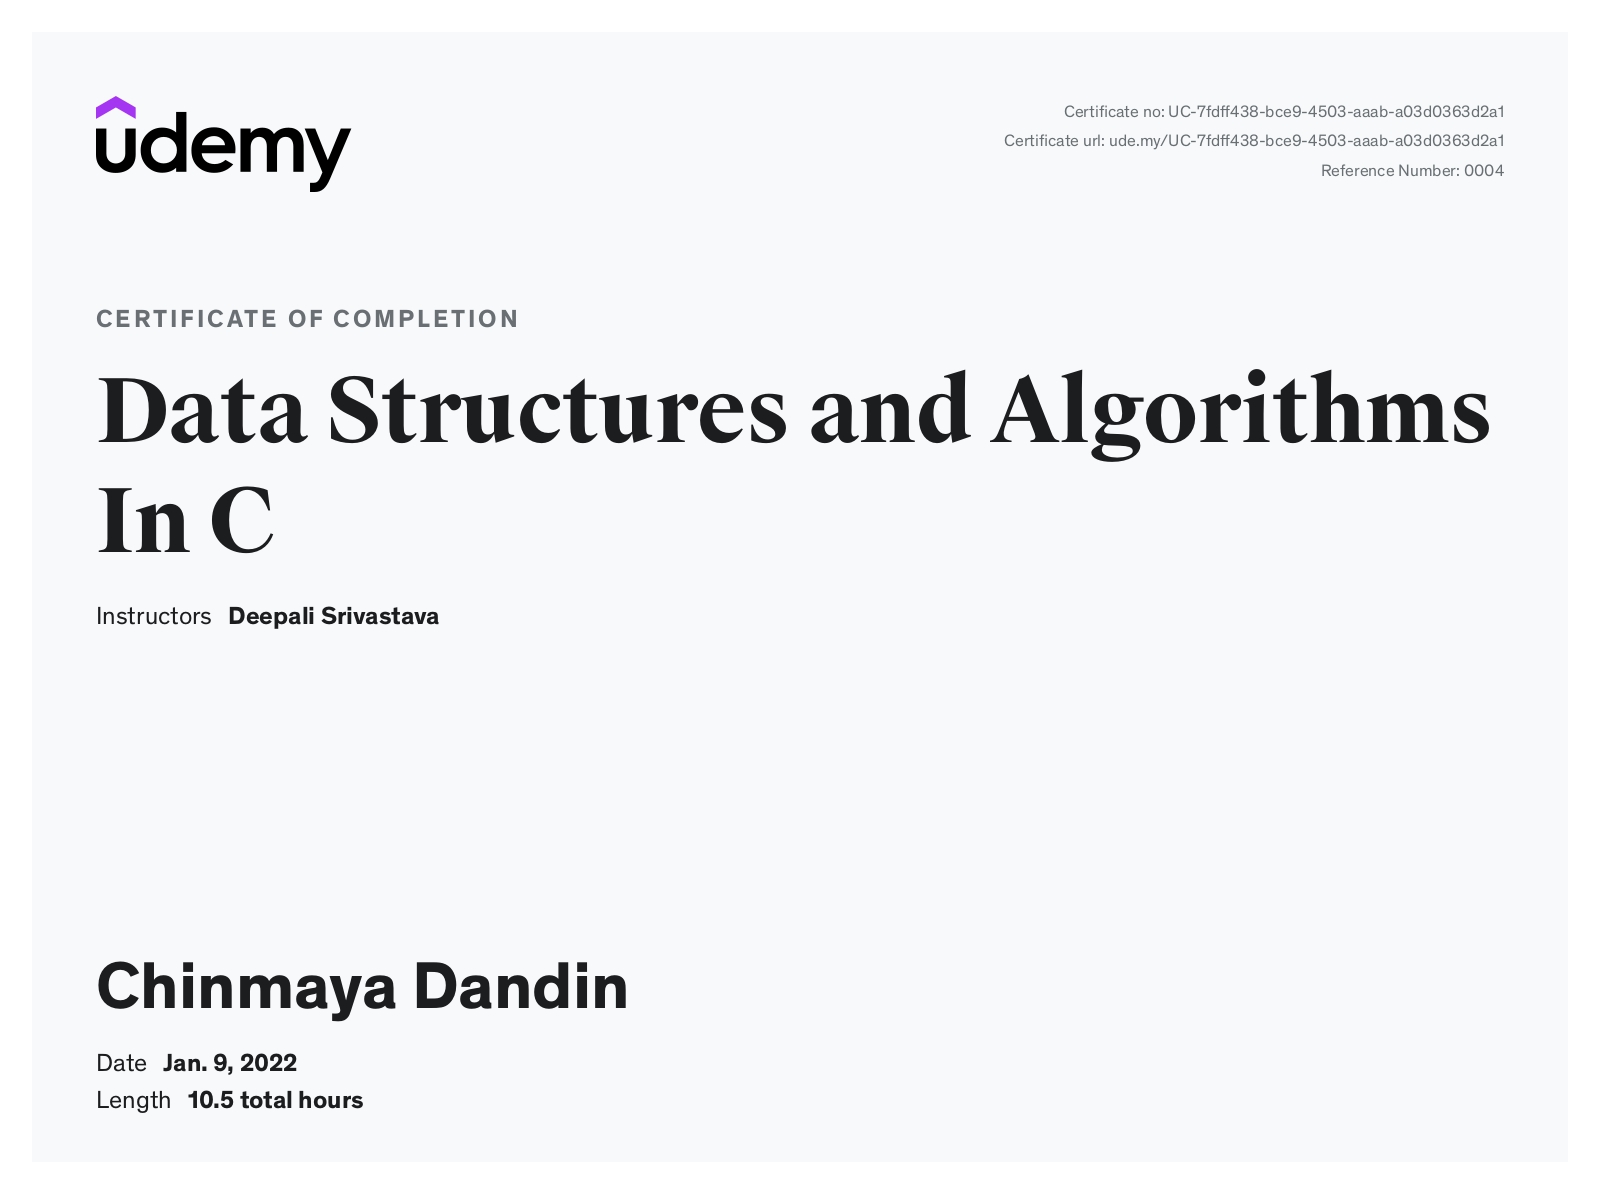 udemy
Certificate no: UC-7fdff438-bce9-4503-aaab-a03d0363d2a1
Certificate url: ude.my/UC-7fdff438-bce9-4503-aaab-a03d0363d2a1
Reference Number: 0004
CERTIFICATE OF COMPLETION
Data Structures and Algorithms
In C
Instructors Deepali Srivastava
Chinmaya Dandin
Date Jan. 9, 2022
Length 10.5 total hours